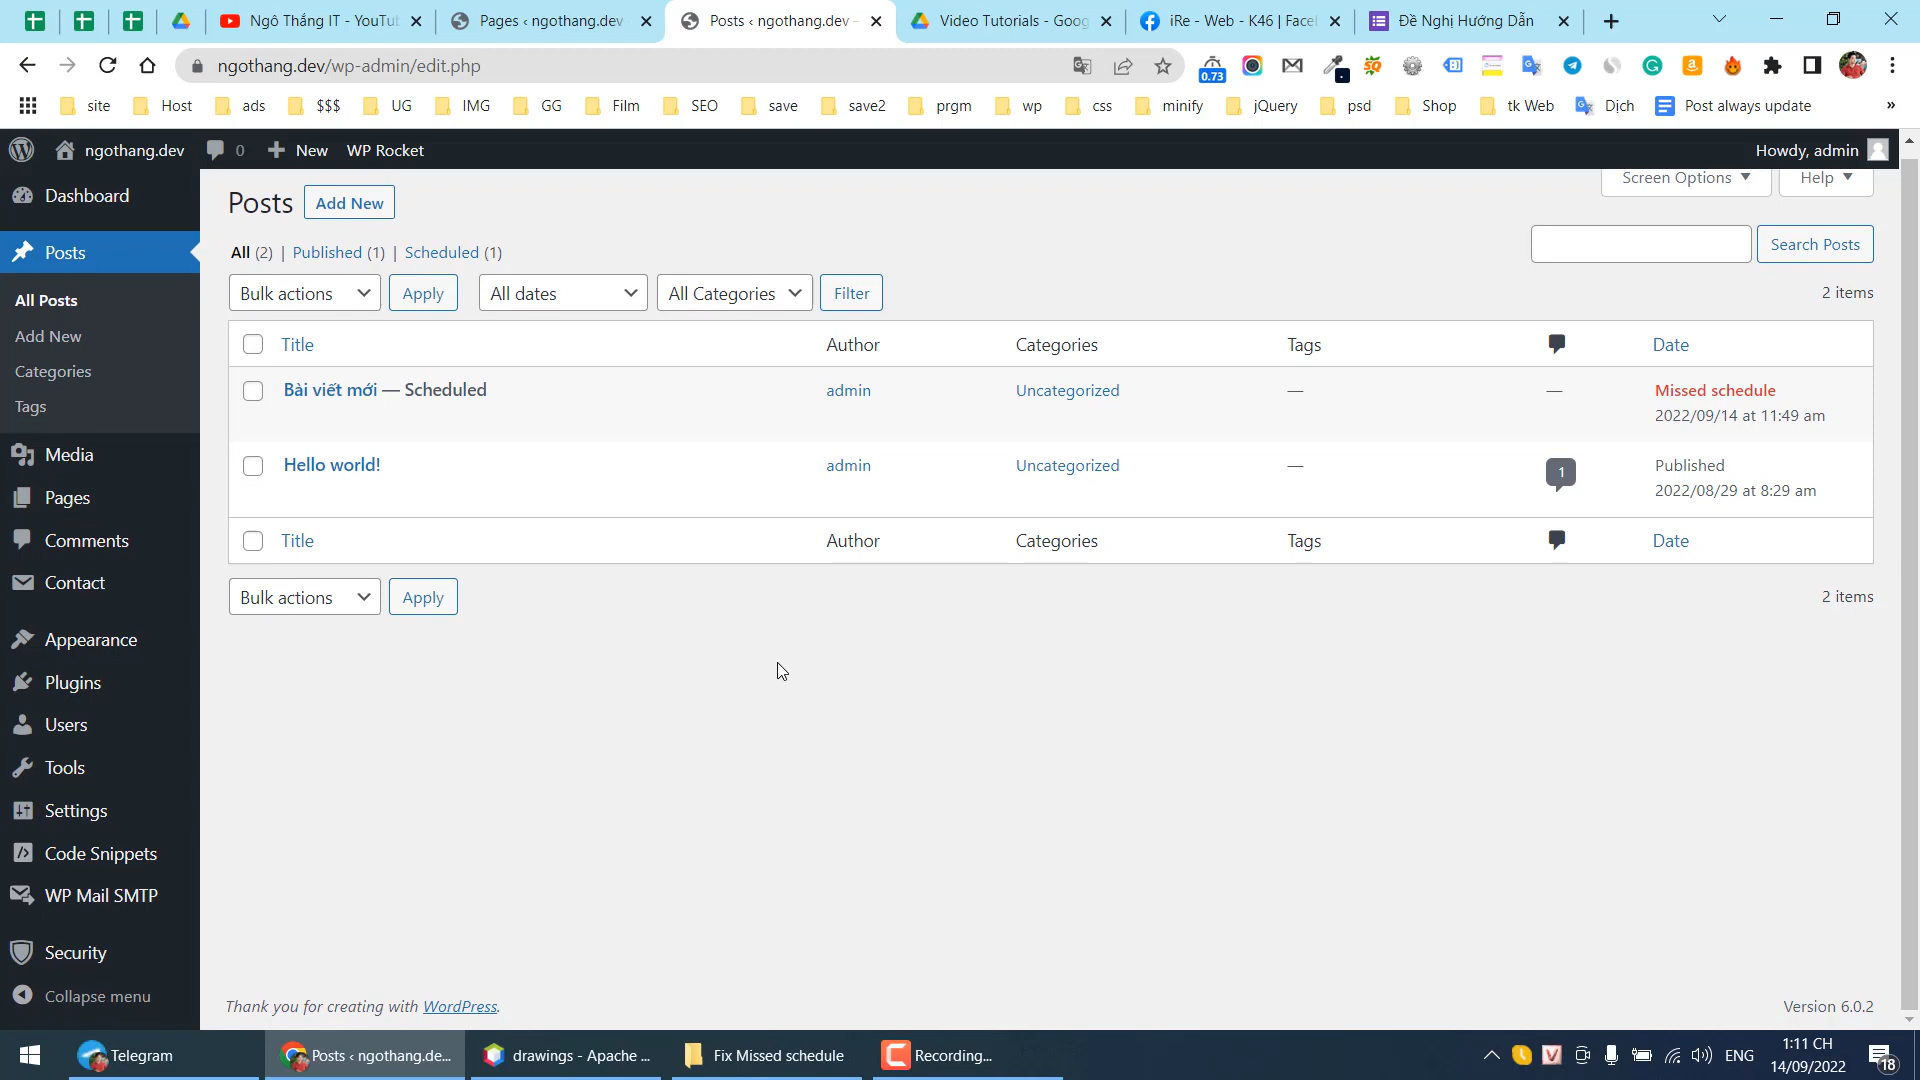 Ngô Thắng IT - YouTu
Pages ‹ ngothang.dev
Posts ‹ ngothang.dev –
Video Tutorials - Goog
iRe - Web - K46 | Face
Đề Nghị Hướng Dẫn
ngothang.dev/wp-admin/edit.php
0.73
site
Host
ads
$$$
UG
IMG
GG
Film
SEO
save
save2
prgm
wp
css
minify
jQuery
psd
Shop
tk Web
Dịch
Post always update
»
ngothang.dev
0
New
WP Rocket
Howdy, admin
Dashboard
Posts
All Posts
Add New
Categories
Tags
Media
Pages
Comments
Contact
Appearance
Plugins
Users
Tools
Settings
Code Snippets
WP Mail SMTP
Security
Collapse menu
Screen Options
Help
Posts
Add New
All (2) | Published (1) | Scheduled (1)
Search Posts
Bulk actions
Apply
All dates
All Categories
Filter
2 items
Title
Author
Categories
Tags
Date
Bài viết mới — Scheduled
admin
Uncategorized
—
—
Missed schedule
2022/09/14 at 11:49 am
Hello world!
admin
Uncategorized
—
1
Published
2022/08/29 at 8:29 am
Title
Author
Categories
Tags
Date
Bulk actions
Apply
2 items
Thank you for creating with WordPress.
Version 6.0.2
Telegram
Posts ‹ ngothang.de...
drawings - Apache ...
Fix Missed schedule
Recording...
ENG
1:11 CH
14/09/2022
18